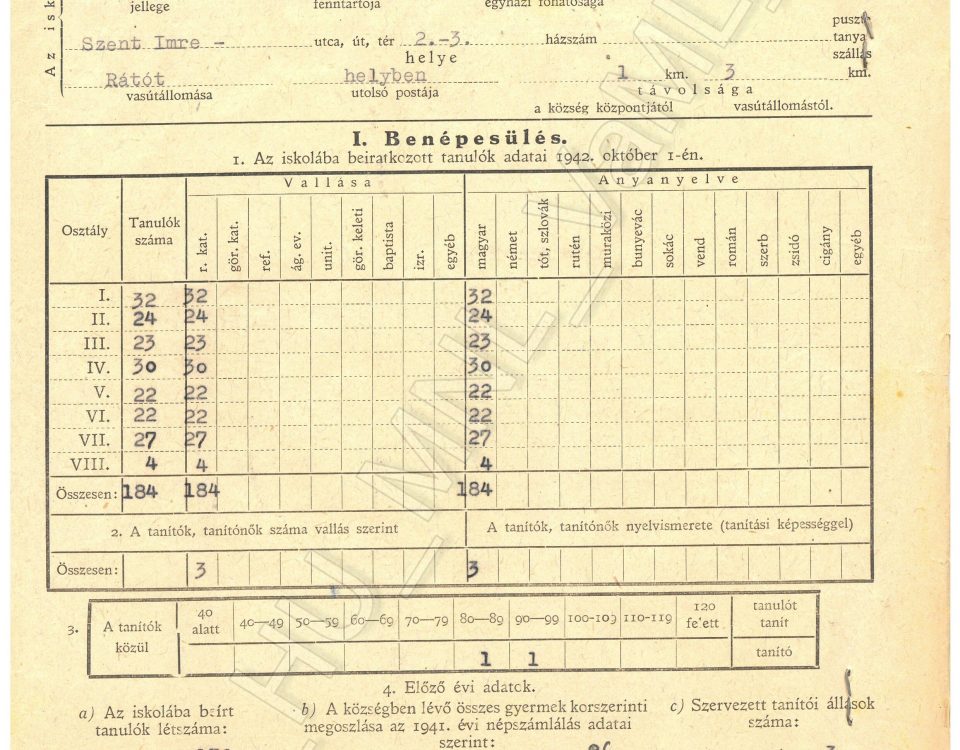 Az isk
jellege fenntartója egyházi főhatósága
Szent Imre - utca, út, tér 2.-3. házszám puszta tanya szállás
helye
Rátót helyben 1 km. 3 km.
vasútállomása utolsó postája távolsága
a község központjától vasútállomástól.
I. Benépesülés.
1. Az iskolába beiratkozott tanulók adatai 1942. október 1-én.
Osztály Tanulók száma Vallása Anyanyelve
r. kat. gör. kat. ref. ág. ev. unit. gör. keleti baptista izr. egyéb magyar német tót, szlovák rutén muraközi bunyevác sokác vend román szerb zsidó cigány egyéb
I. 32 32 32
II. 24 24 24
III. 23 23 23
IV. 30 30 30
V. 22 22 22
VI. 22 22 22
VII. 27 27 27
VIII. 4 4 4
Összesen: 184 184 184
2. A tanítók, tanítónők száma vallás szerint A tanítók, tanítónők nyelvismerete (tanítási képességgel)
Összesen: 3 3
3. A tanítók közül 40 alatt 40—49 50—59 60—69 70—79 80—89 90—99 100-109 110-119 120 felett tanulót tanít
1 1 tanító
4. Előző évi adatok.
a) Az iskolába beírt tanulók létszáma:
b) A községben lévő összes gyermek korszerinti megoszlása az 1941. évi népszámlálás adatai szerint:
c) Szervezett tanítói állások száma:
3
HU_MNL_VaML